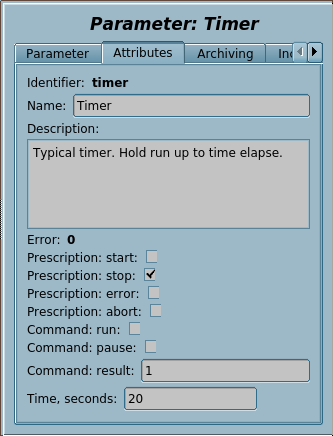 Parameter: Timer
Parameter Attributes Archiving
Identifier: timer
Name: Timer
Description:
Typical timer. Hold run up to time elapse.
Error: 0
Prescription: start:
Prescription: stop:
Prescription: error:
Prescription: abort:
Command: run:
Command: pause:
Command: result: 1
Time, seconds: 20